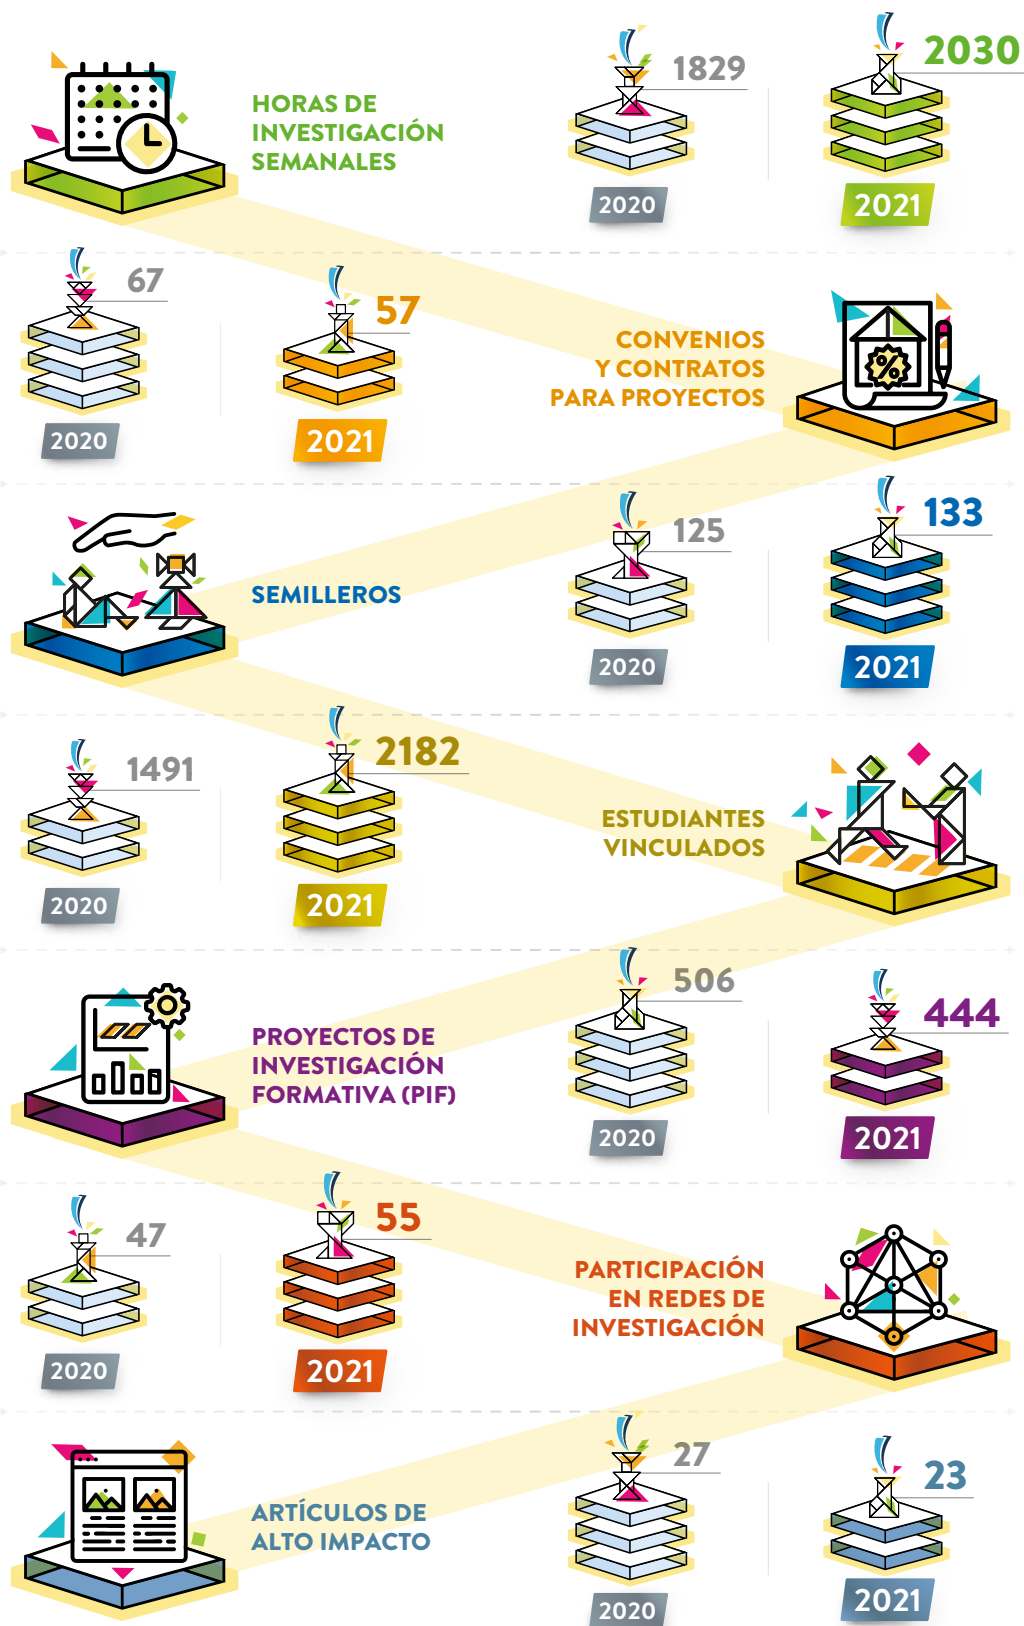 HORAS DE
INVESTIGACIÓN
SEMANALES
1829
2020
2030
2021
67
2020
57
2021
CONVENIOS
Y CONTRATOS
PARA PROYECTOS
SEMILLEROS
125
2020
133
2021
1491
2020
2182
2021
ESTUDIANTES
VINCULADOS
PROYECTOS DE
INVESTIGACIÓN
FORMATIVA (PIF)
506
2020
444
2021
47
2020
55
2021
PARTICIPACIÓN
EN REDES DE
INVESTIGACIÓN
ARTÍCULOS DE
ALTO IMPACTO
27
2020
23
2021